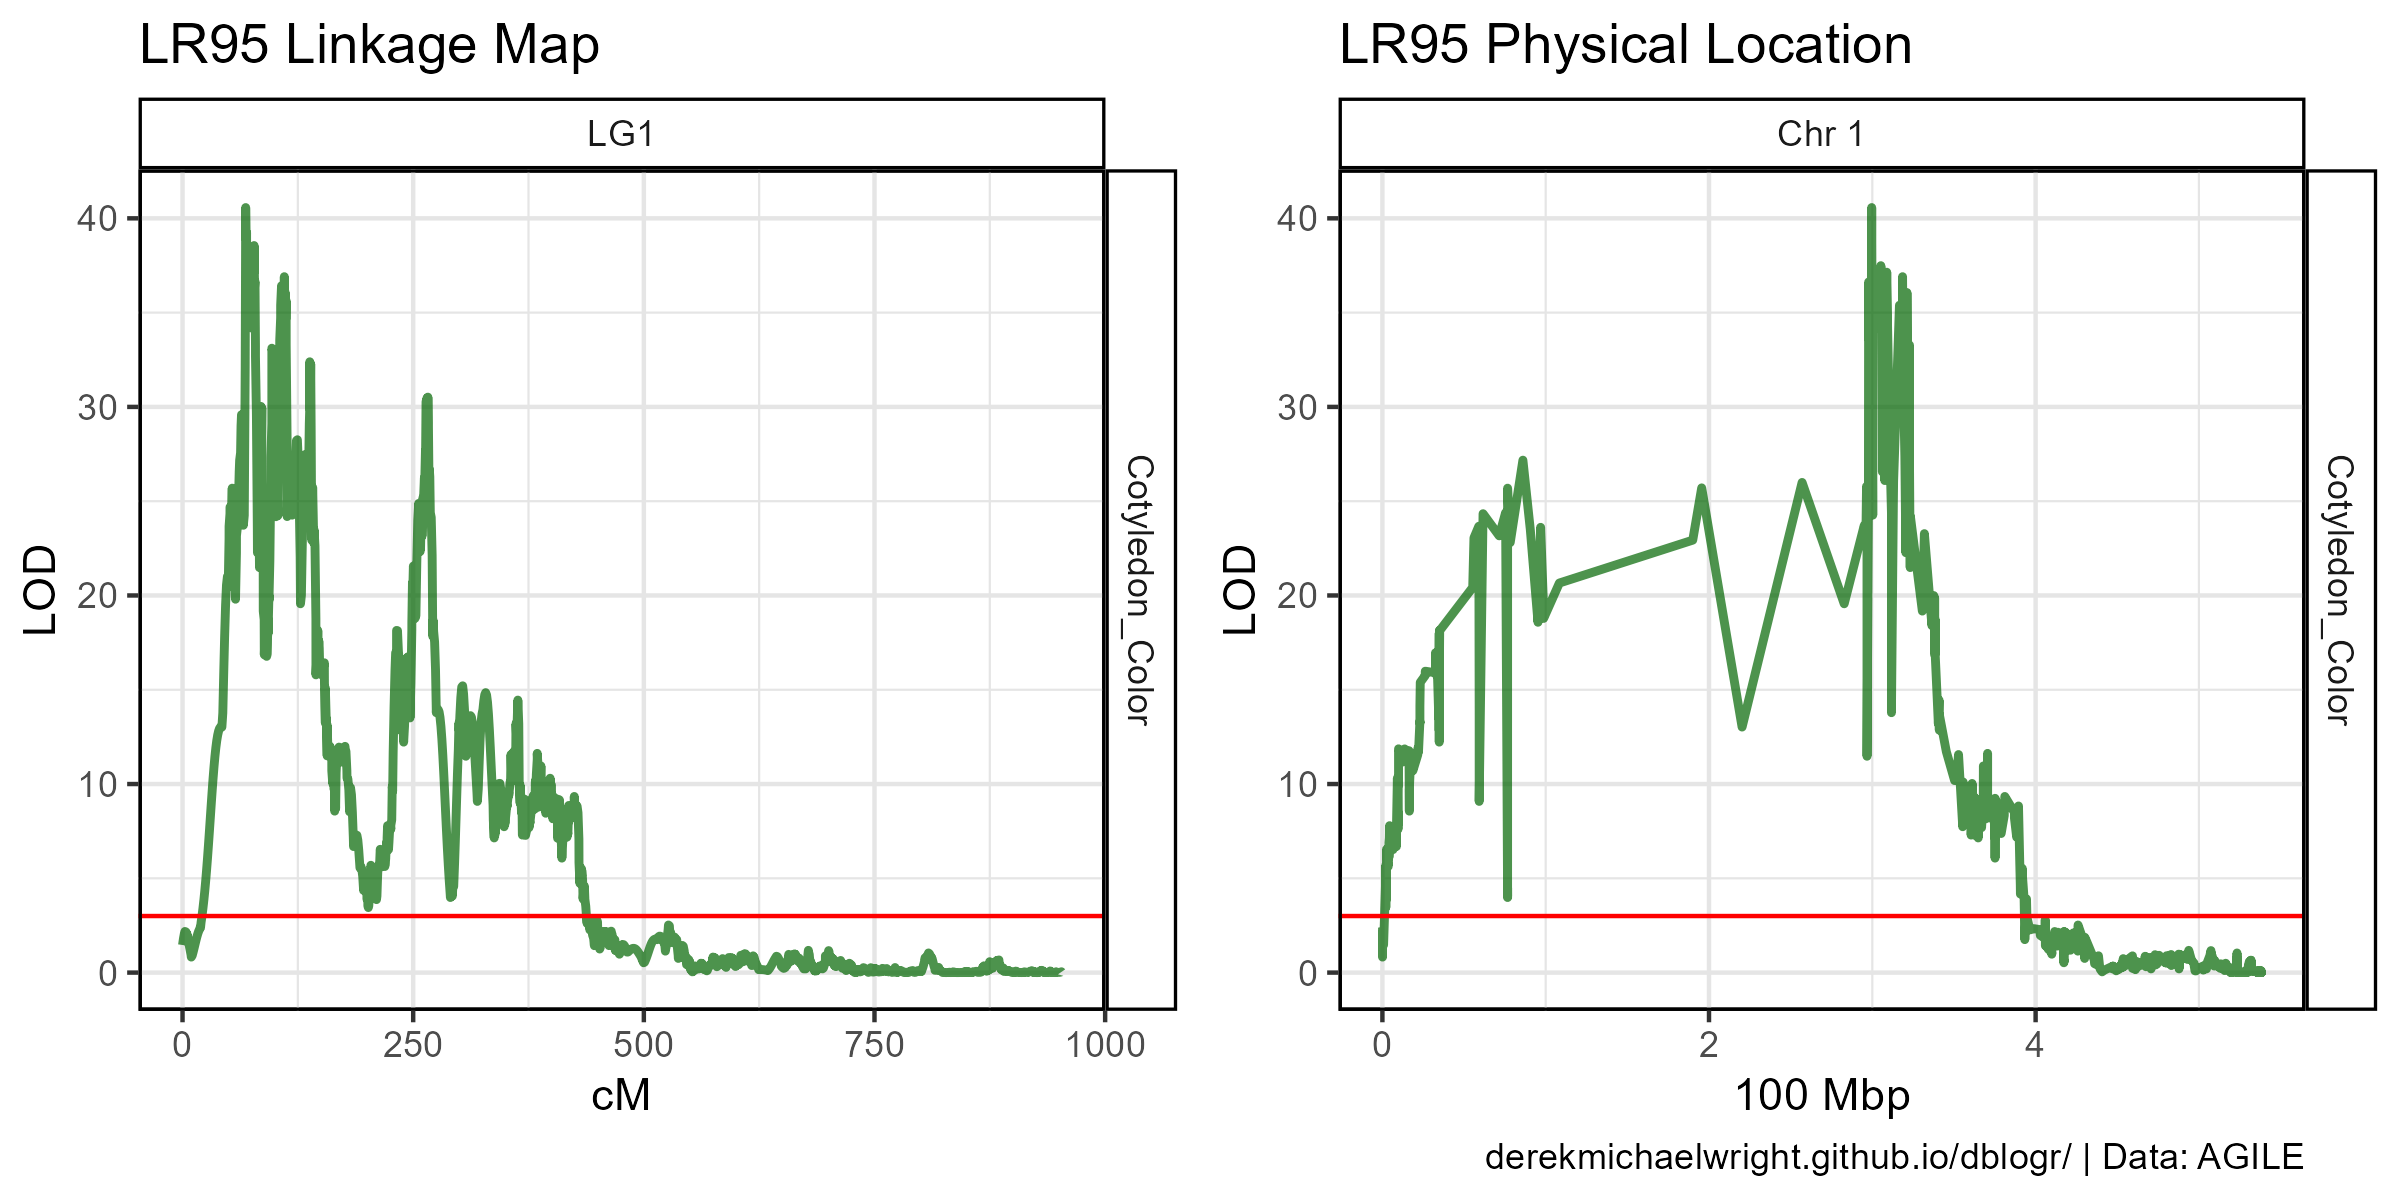 LR95 Linkage Map
LG1
40
30
20
10
0
LOD
Cotyledon_Color
0 250 500 750 1000
cM
LR95 Physical Location
Chr 1
40
30
20
10
0
LOD
Cotyledon_Color
0 2 4
100 Mbp
derekmichaelwright.github.io/dblogr/ | Data: AGILE